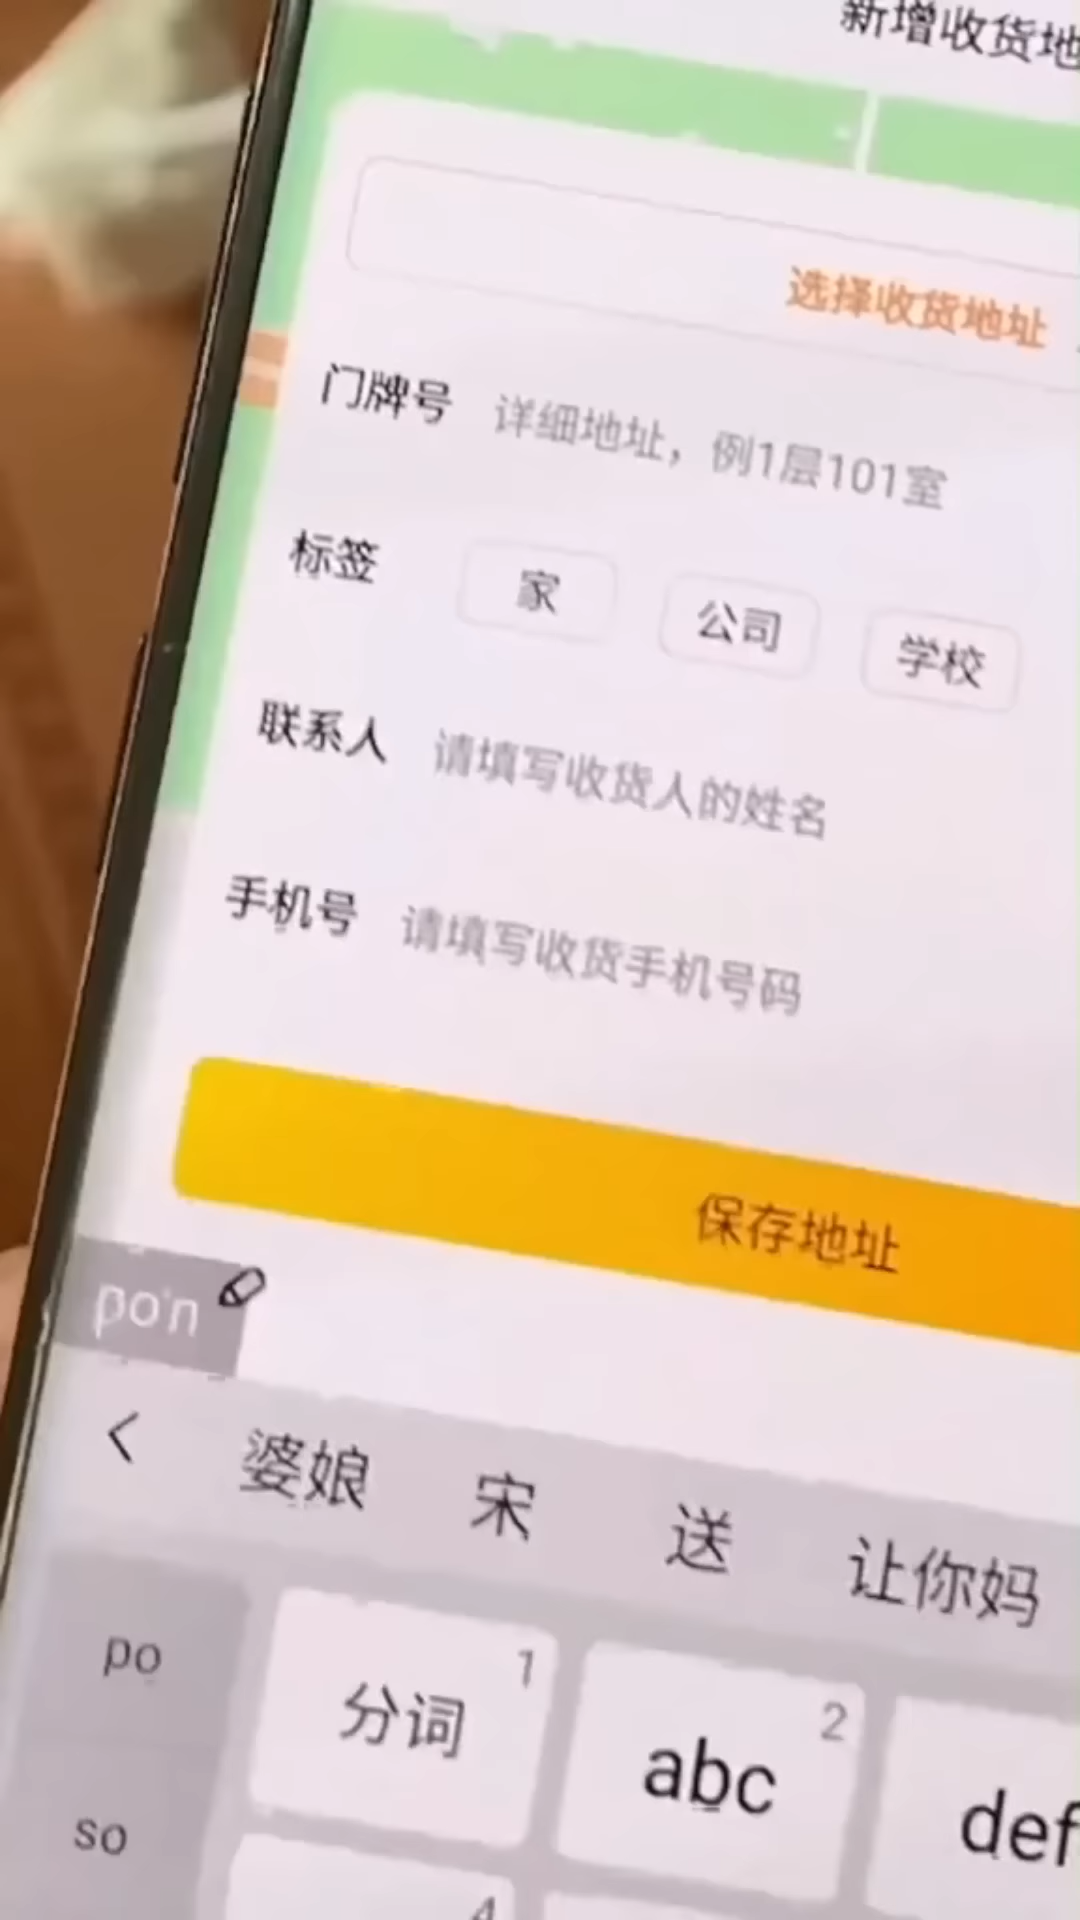 新增收货地
选择收货地址
门牌号 详细地址，例1层101室
标签 家 公司 学校
联系人 请填写收货人的姓名
手机号 请填写收货手机号码
保存地址
po'n
婆娘 宋 送 让你妈
po
分词 1
abc 2
def
so
4